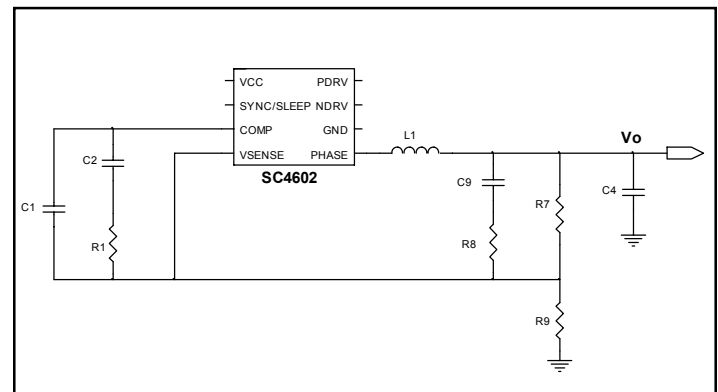 VCC PDRV
SYNC/SLEEP NDRV
COMP GND
VSENSE PHASE
SC4602
L1
Vo
C2
C1
R1
C9
R8
R7
C4
R9